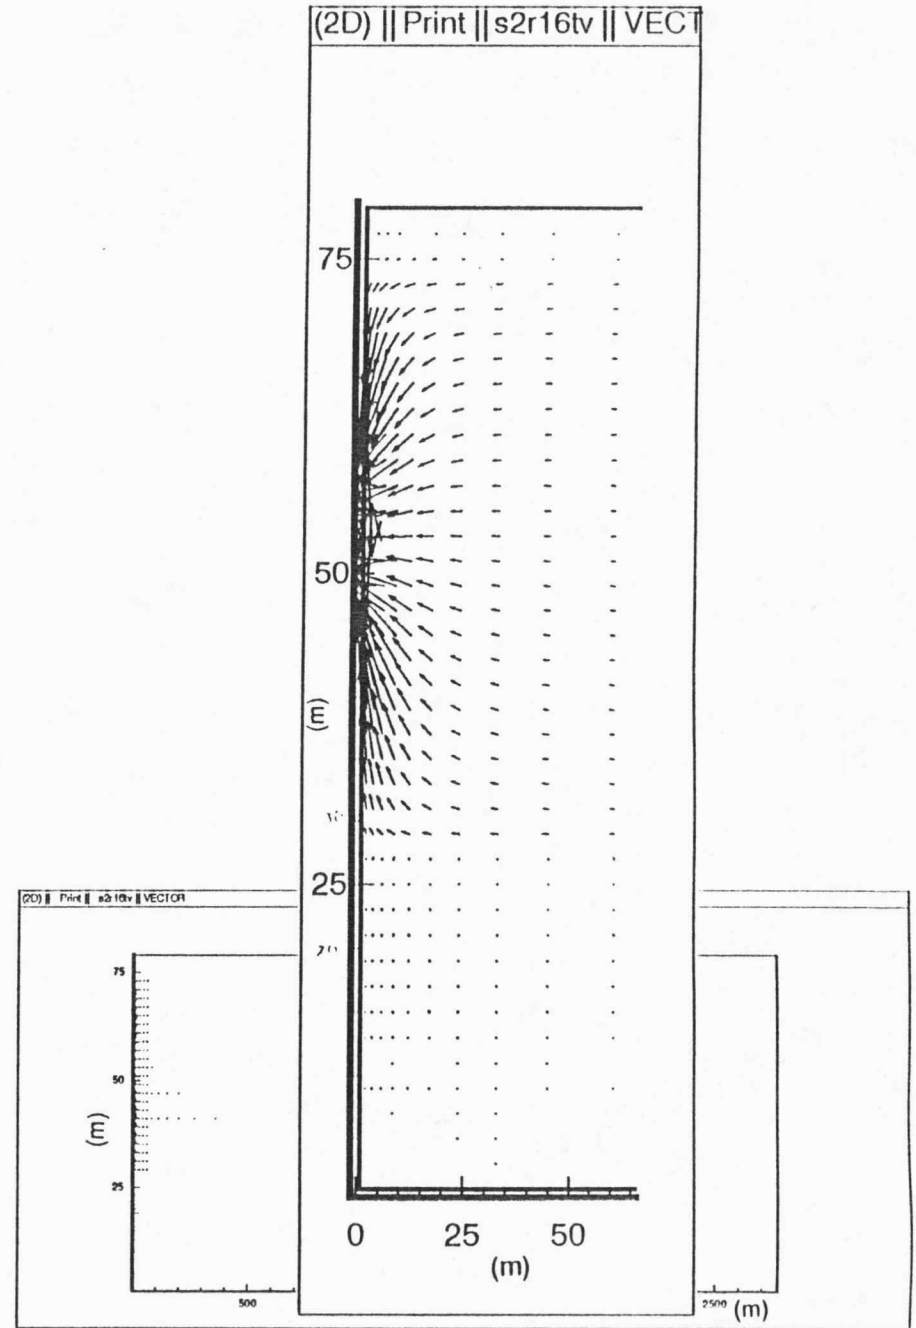 (2D) || Print || s2r16tv || VECT
75
50
(m)
25
0 25 50
(m)
(2D) || Print || s2r16tv || VECTOR
75
50
(m)
25
500 2500 (m)